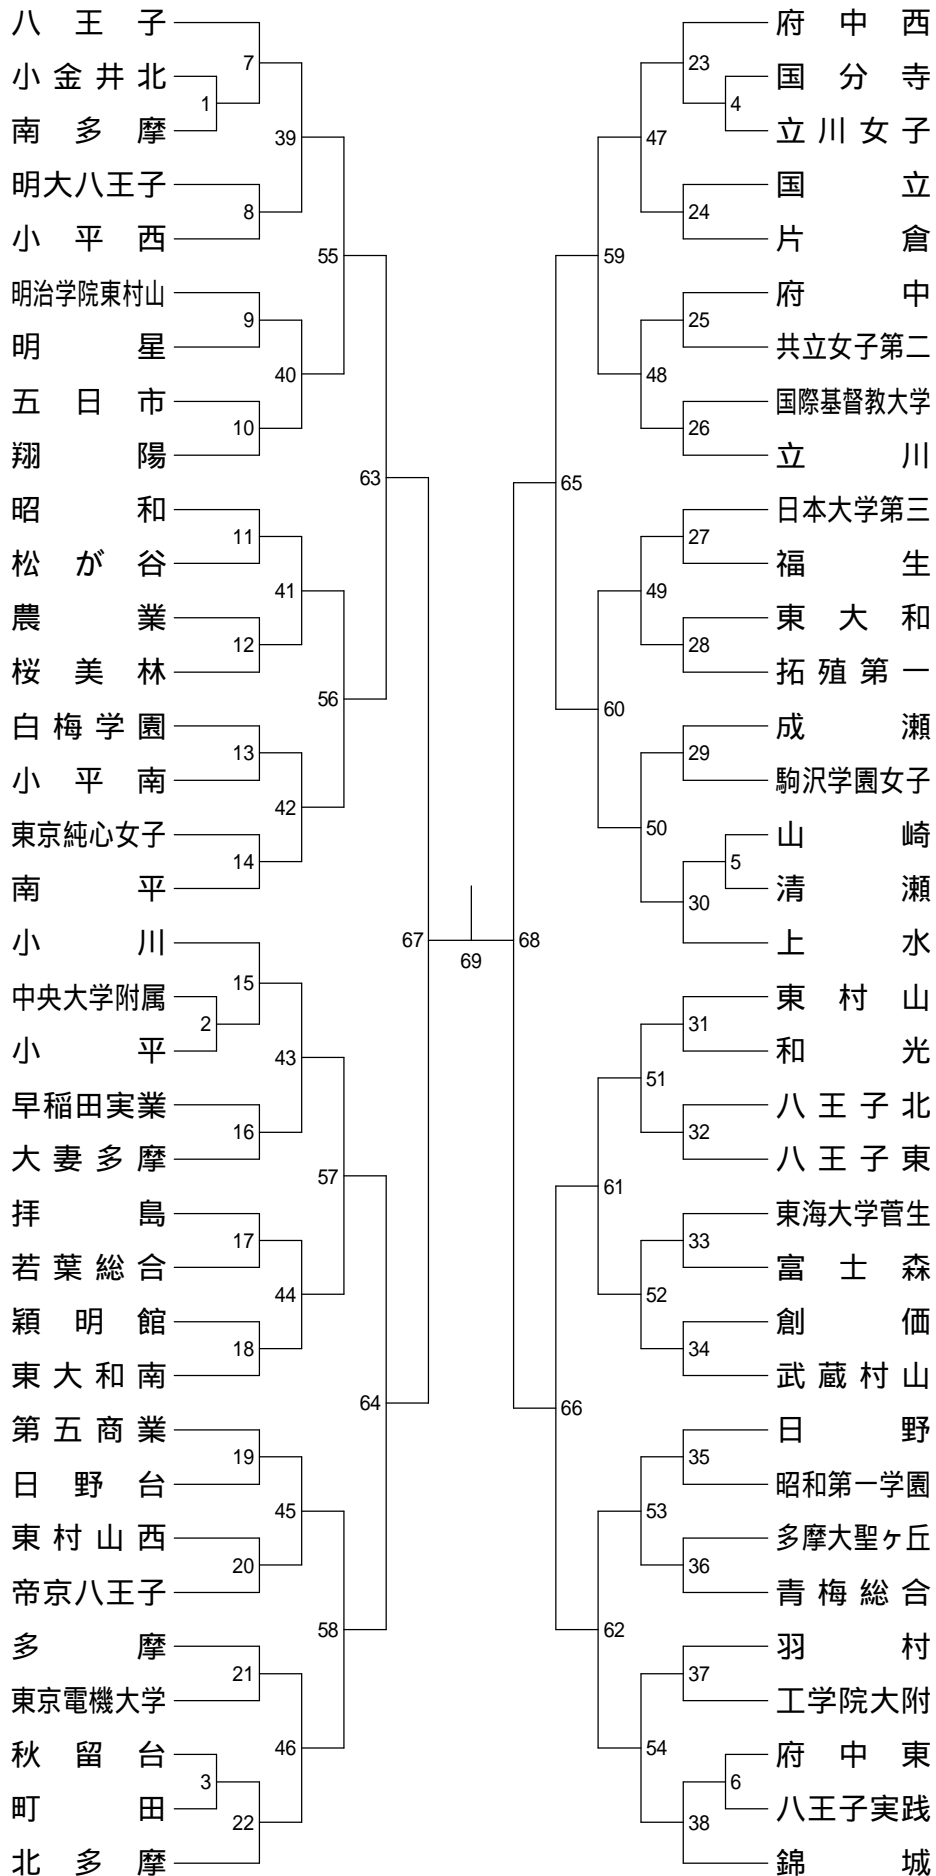 八王子
7
小金井北
1
南多摩
39
明大八王子
8
小平西
55
明治学院東村山
9
明星
40
五日市
10
翔陽
63
昭和
11
松が谷
41
農業
12
桜美林
56
白梅学園
13
小平南
42
東京純心女子
14
南平
67
小川
15
中央大学附属
2
小平
43
早稲田実業
16
大妻多摩
57
拝島
17
若葉総合
44
穎明館
18
東大和南
64
第五商業
19
日野台
45
東村山西
20
帝京八王子
58
多摩
21
東京電機大学
46
秋留台
3
町田
22
北多摩
69
府中西
23
国分寺
4
立川女子
47
国立
24
片倉
59
府中
25
共立女子第二
48
国際基督教大学
26
立川
65
日本大学第三
27
福生
49
東大和
28
拓殖第一
60
成瀬
29
駒沢学園女子
50
山崎
5
清瀬
30
上水
68
東村山
31
和光
51
八王子北
32
八王子東
61
東海大学菅生
33
富士森
52
創価
34
武蔵村山
66
日野
35
昭和第一学園
53
多摩大聖ヶ丘
36
青梅総合
62
羽村
37
工学院大附
54
府中東
6
八王子実践
38
錦城